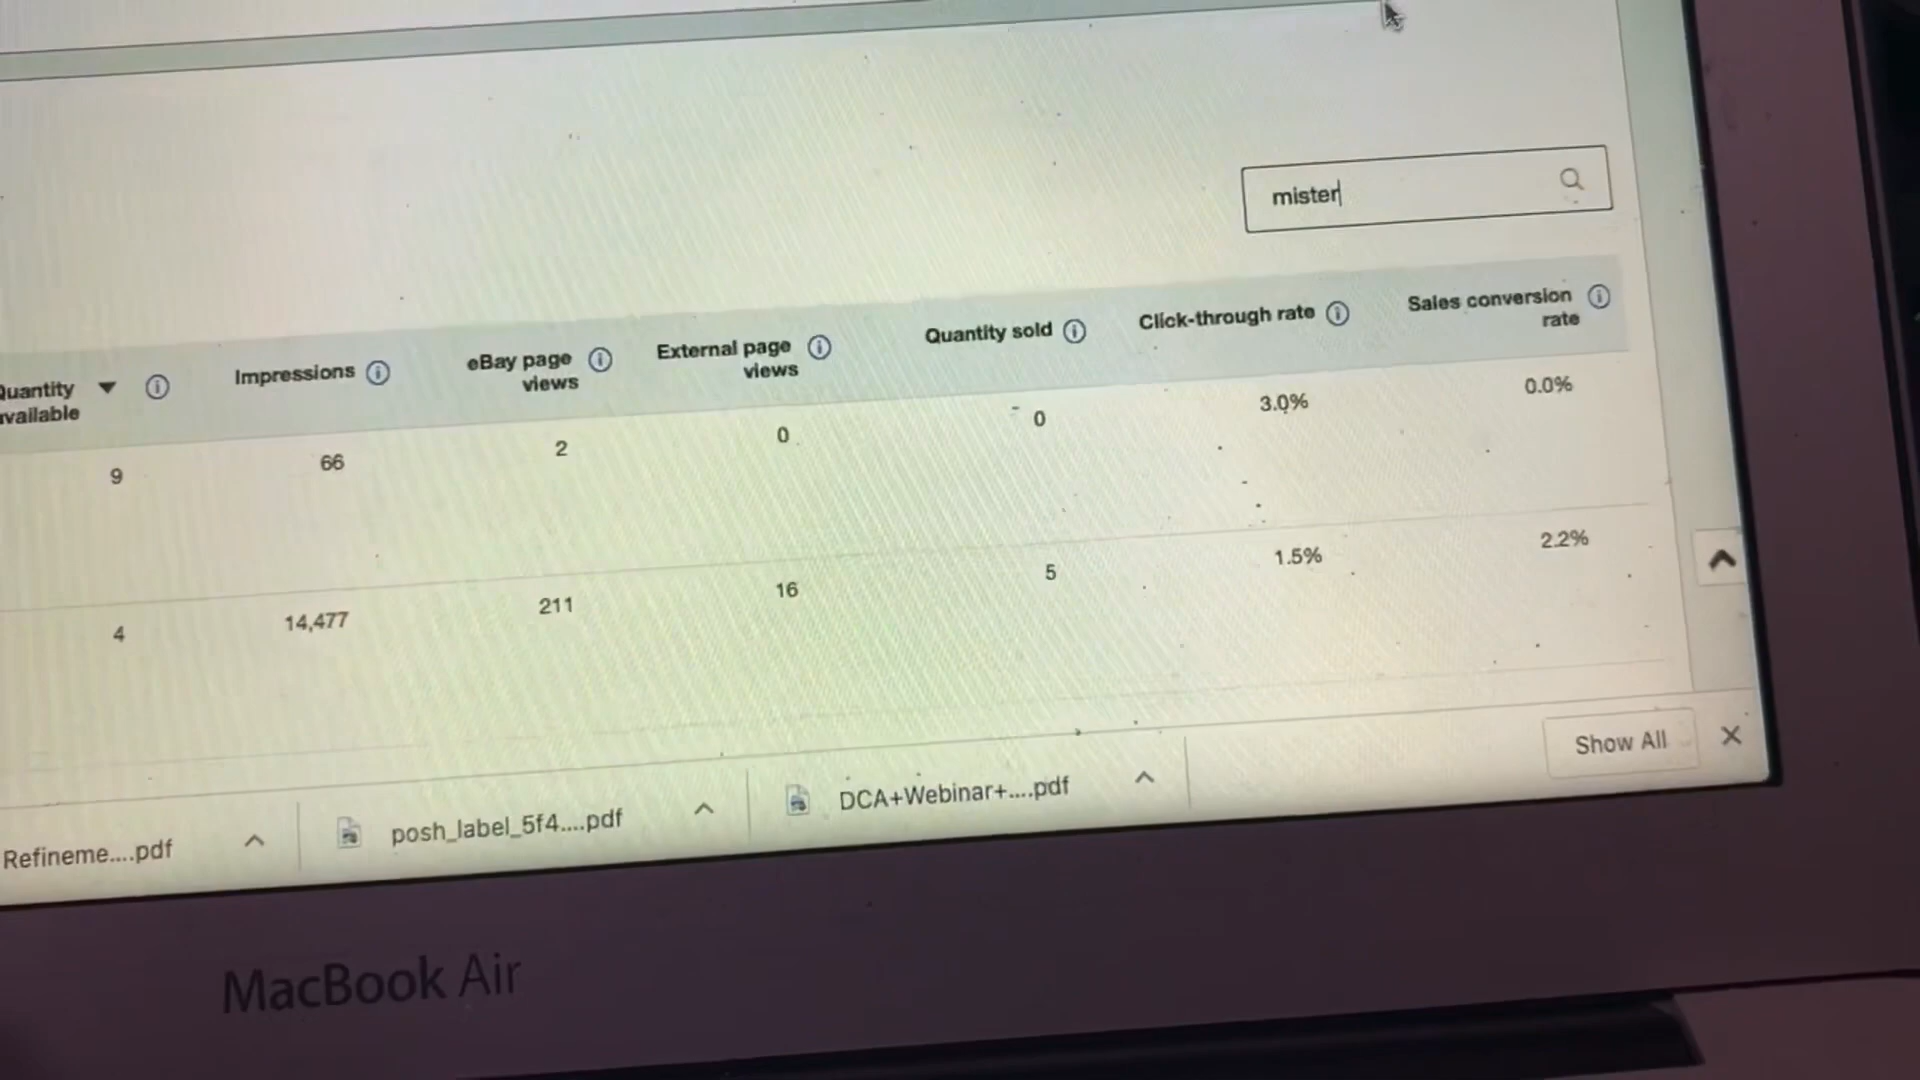 mister
Quantity available
Impressions
eBay page views
External page views
Quantity sold
Click-through rate
Sales conversion rate
9 66 2 0 0 3.0% 0.0%
4 14,477 211 16 5 1.5% 2.2%
Refineme....pdf
posh_label_5f4....pdf
DCA+Webinar+....pdf
Show All
MacBook Air